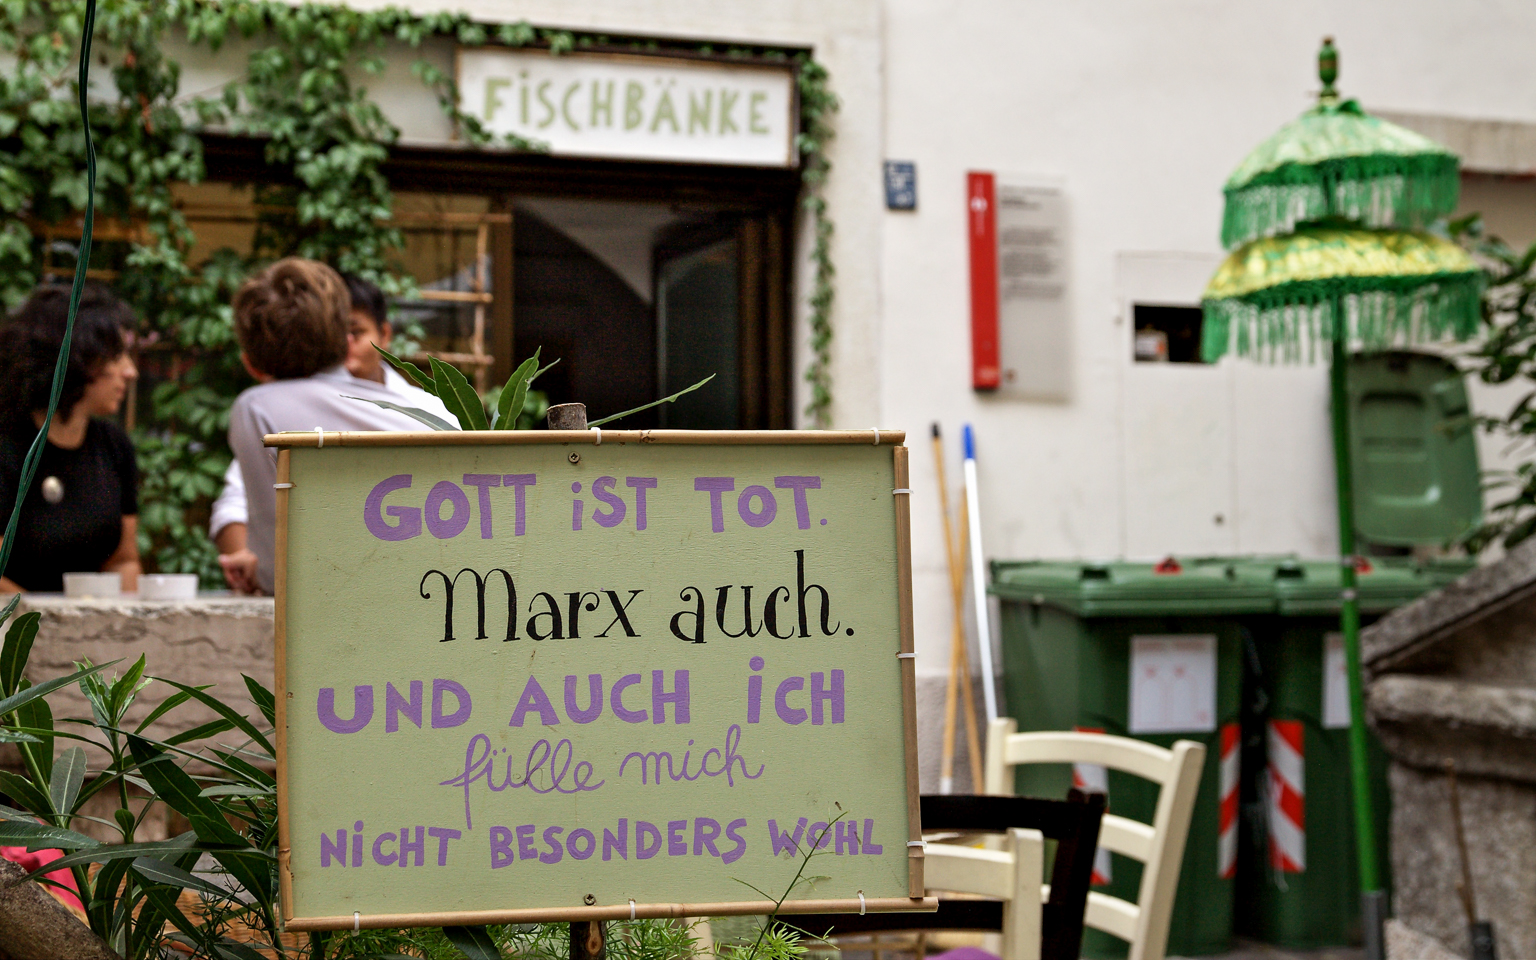 FiSCHBÄNKE
GOTT iST TOT.
Marx auch.
UND AUCH iCH
fülle mich
NiCHT BESONDERS WOHL